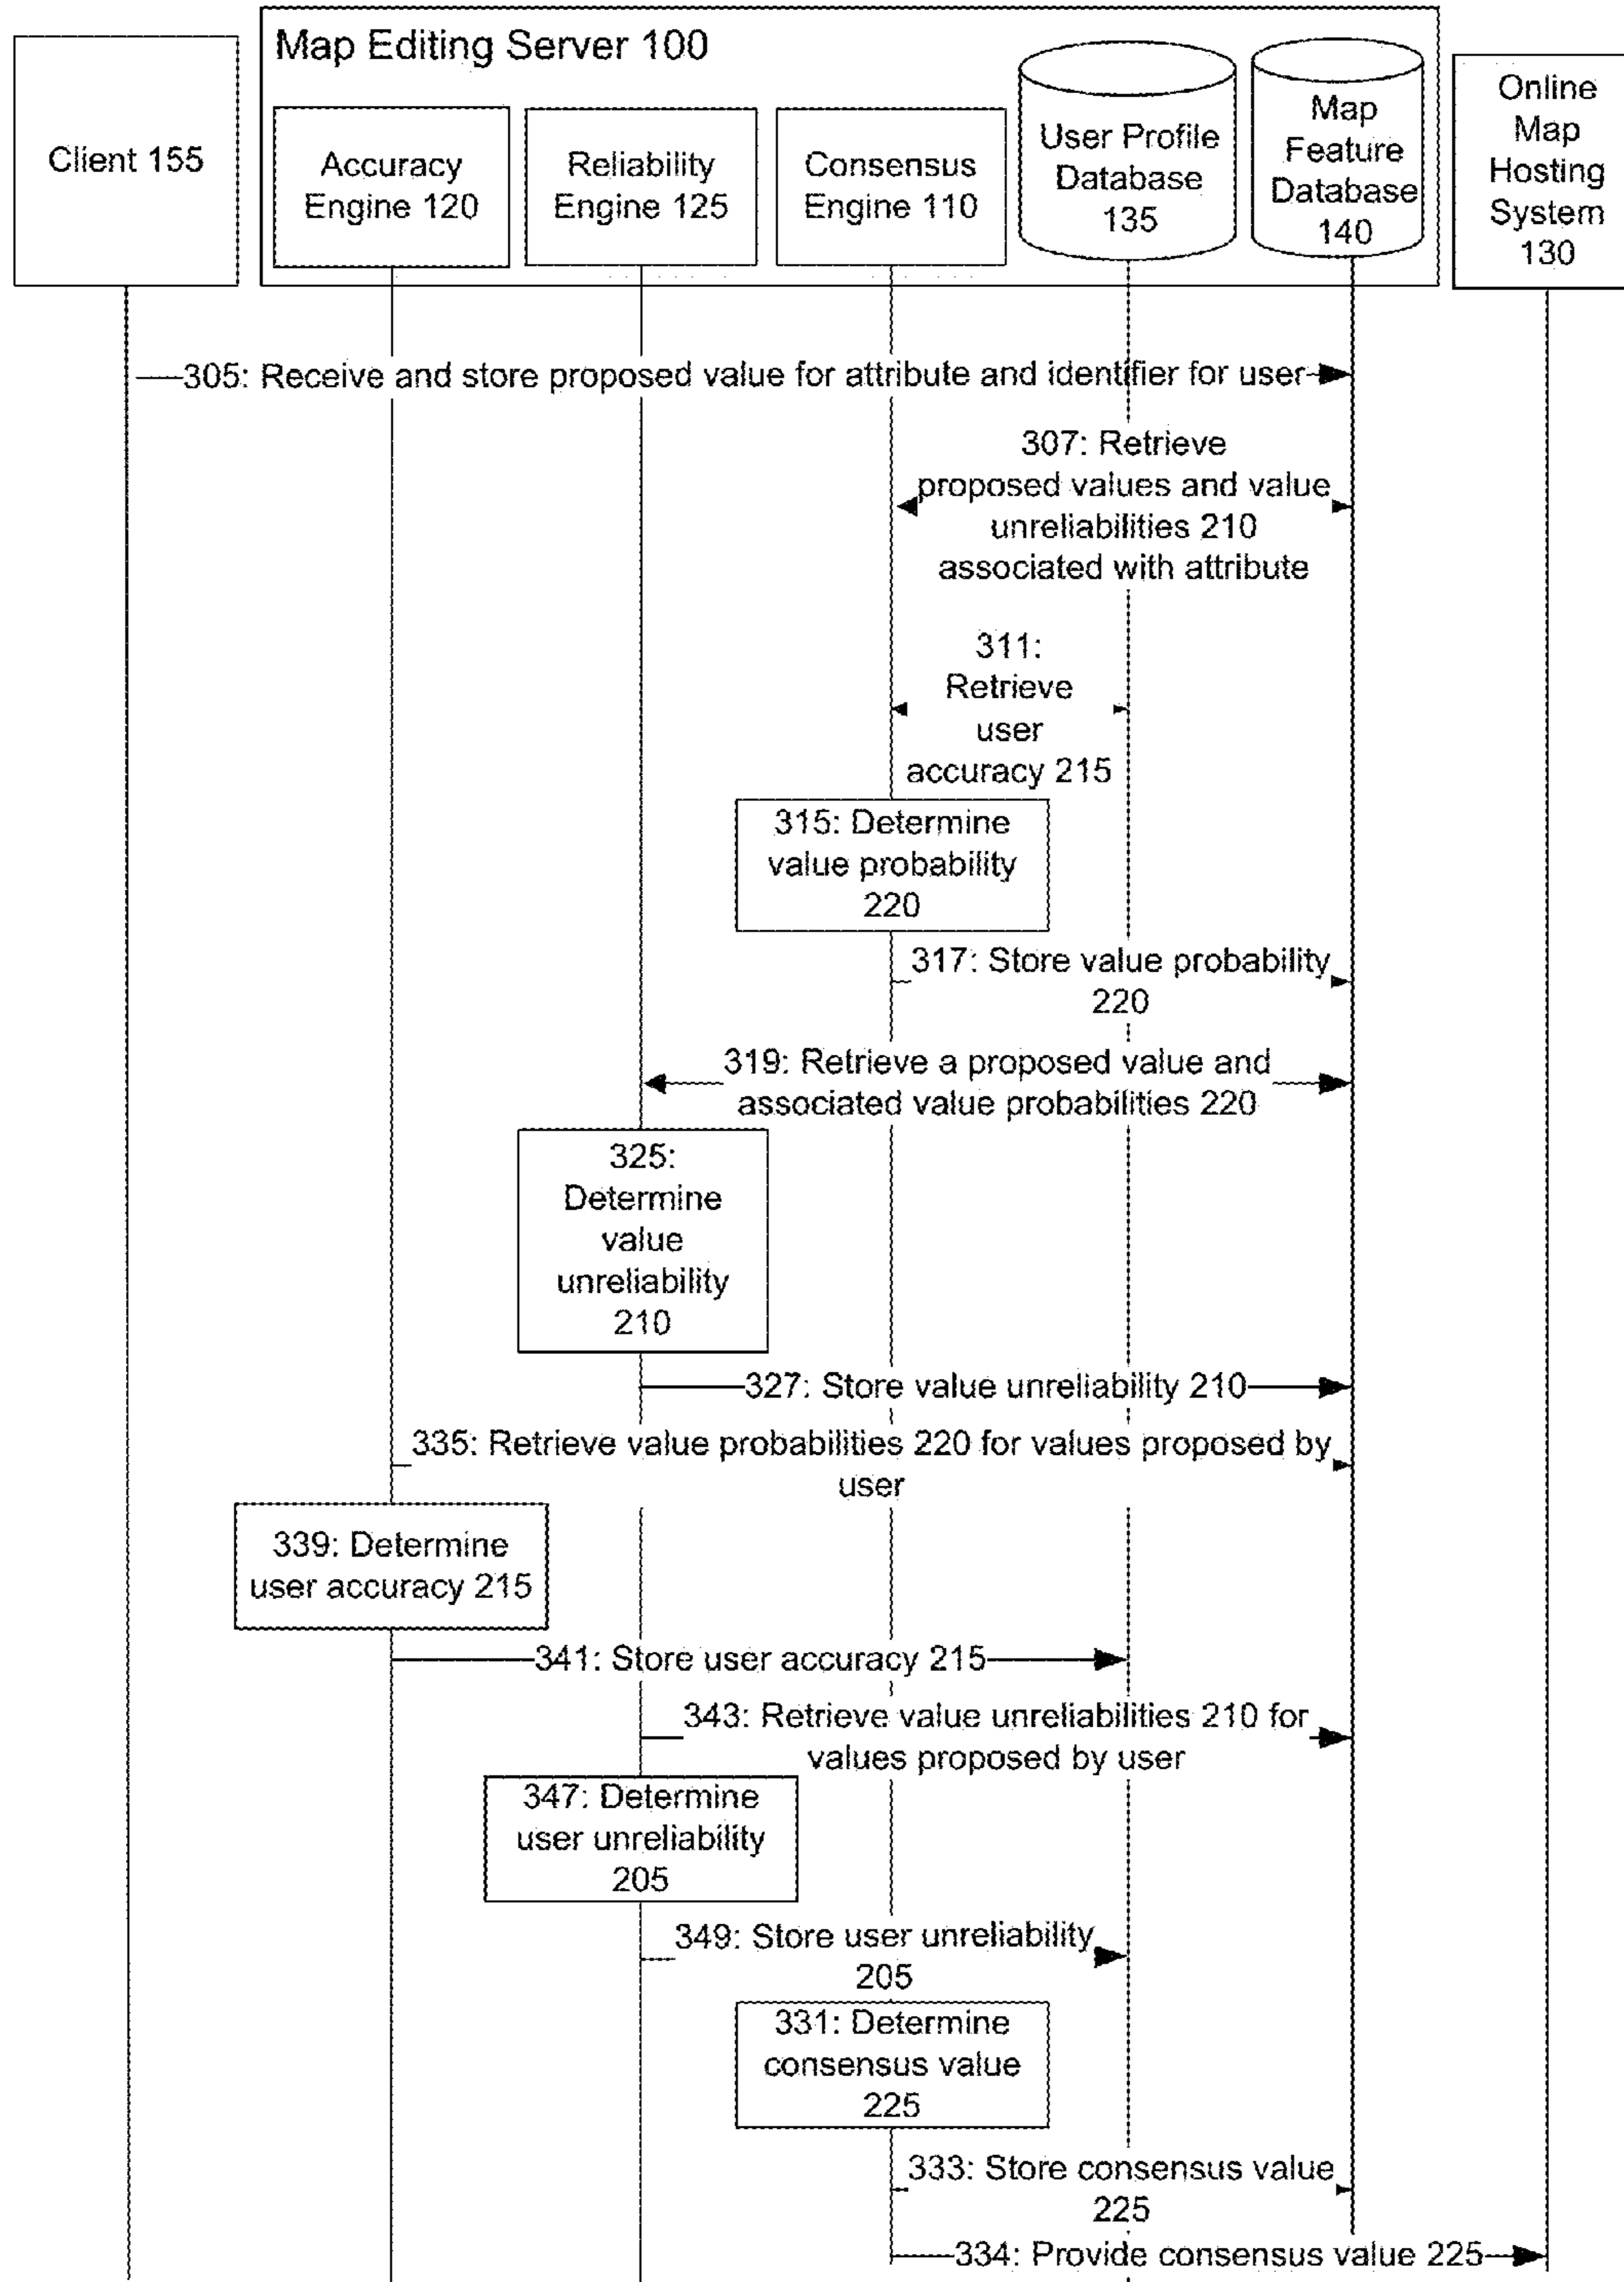 Map Editing Server 100
Client 155
Accuracy
Engine 120
Reliability
Engine 125
Consensus
Engine 110
User Profile
Database
135
Map
Feature
Database
140
Online
Map
Hosting
System
130
305: Receive and store proposed value for attribute and identifier for user
307: Retrieve
proposed values and value
unreliabilities 210
associated with attribute
311:
Retrieve
user
accuracy 215
315: Determine
value probability
220
317: Store value probability
220
319: Retrieve a proposed value and
associated value probabilities 220
325:
Determine
value
unreliability
210
327: Store value unreliability 210
335: Retrieve value probabilities 220 for values proposed by
user
339: Determine
user accuracy 215
341: Store user accuracy 215
343: Retrieve value unreliabilities 210 for
values proposed by user
347: Determine
user unreliability
205
349: Store user unreliability
205
331: Determine
consensus value
225
333: Store consensus value
225
334: Provide consensus value 225